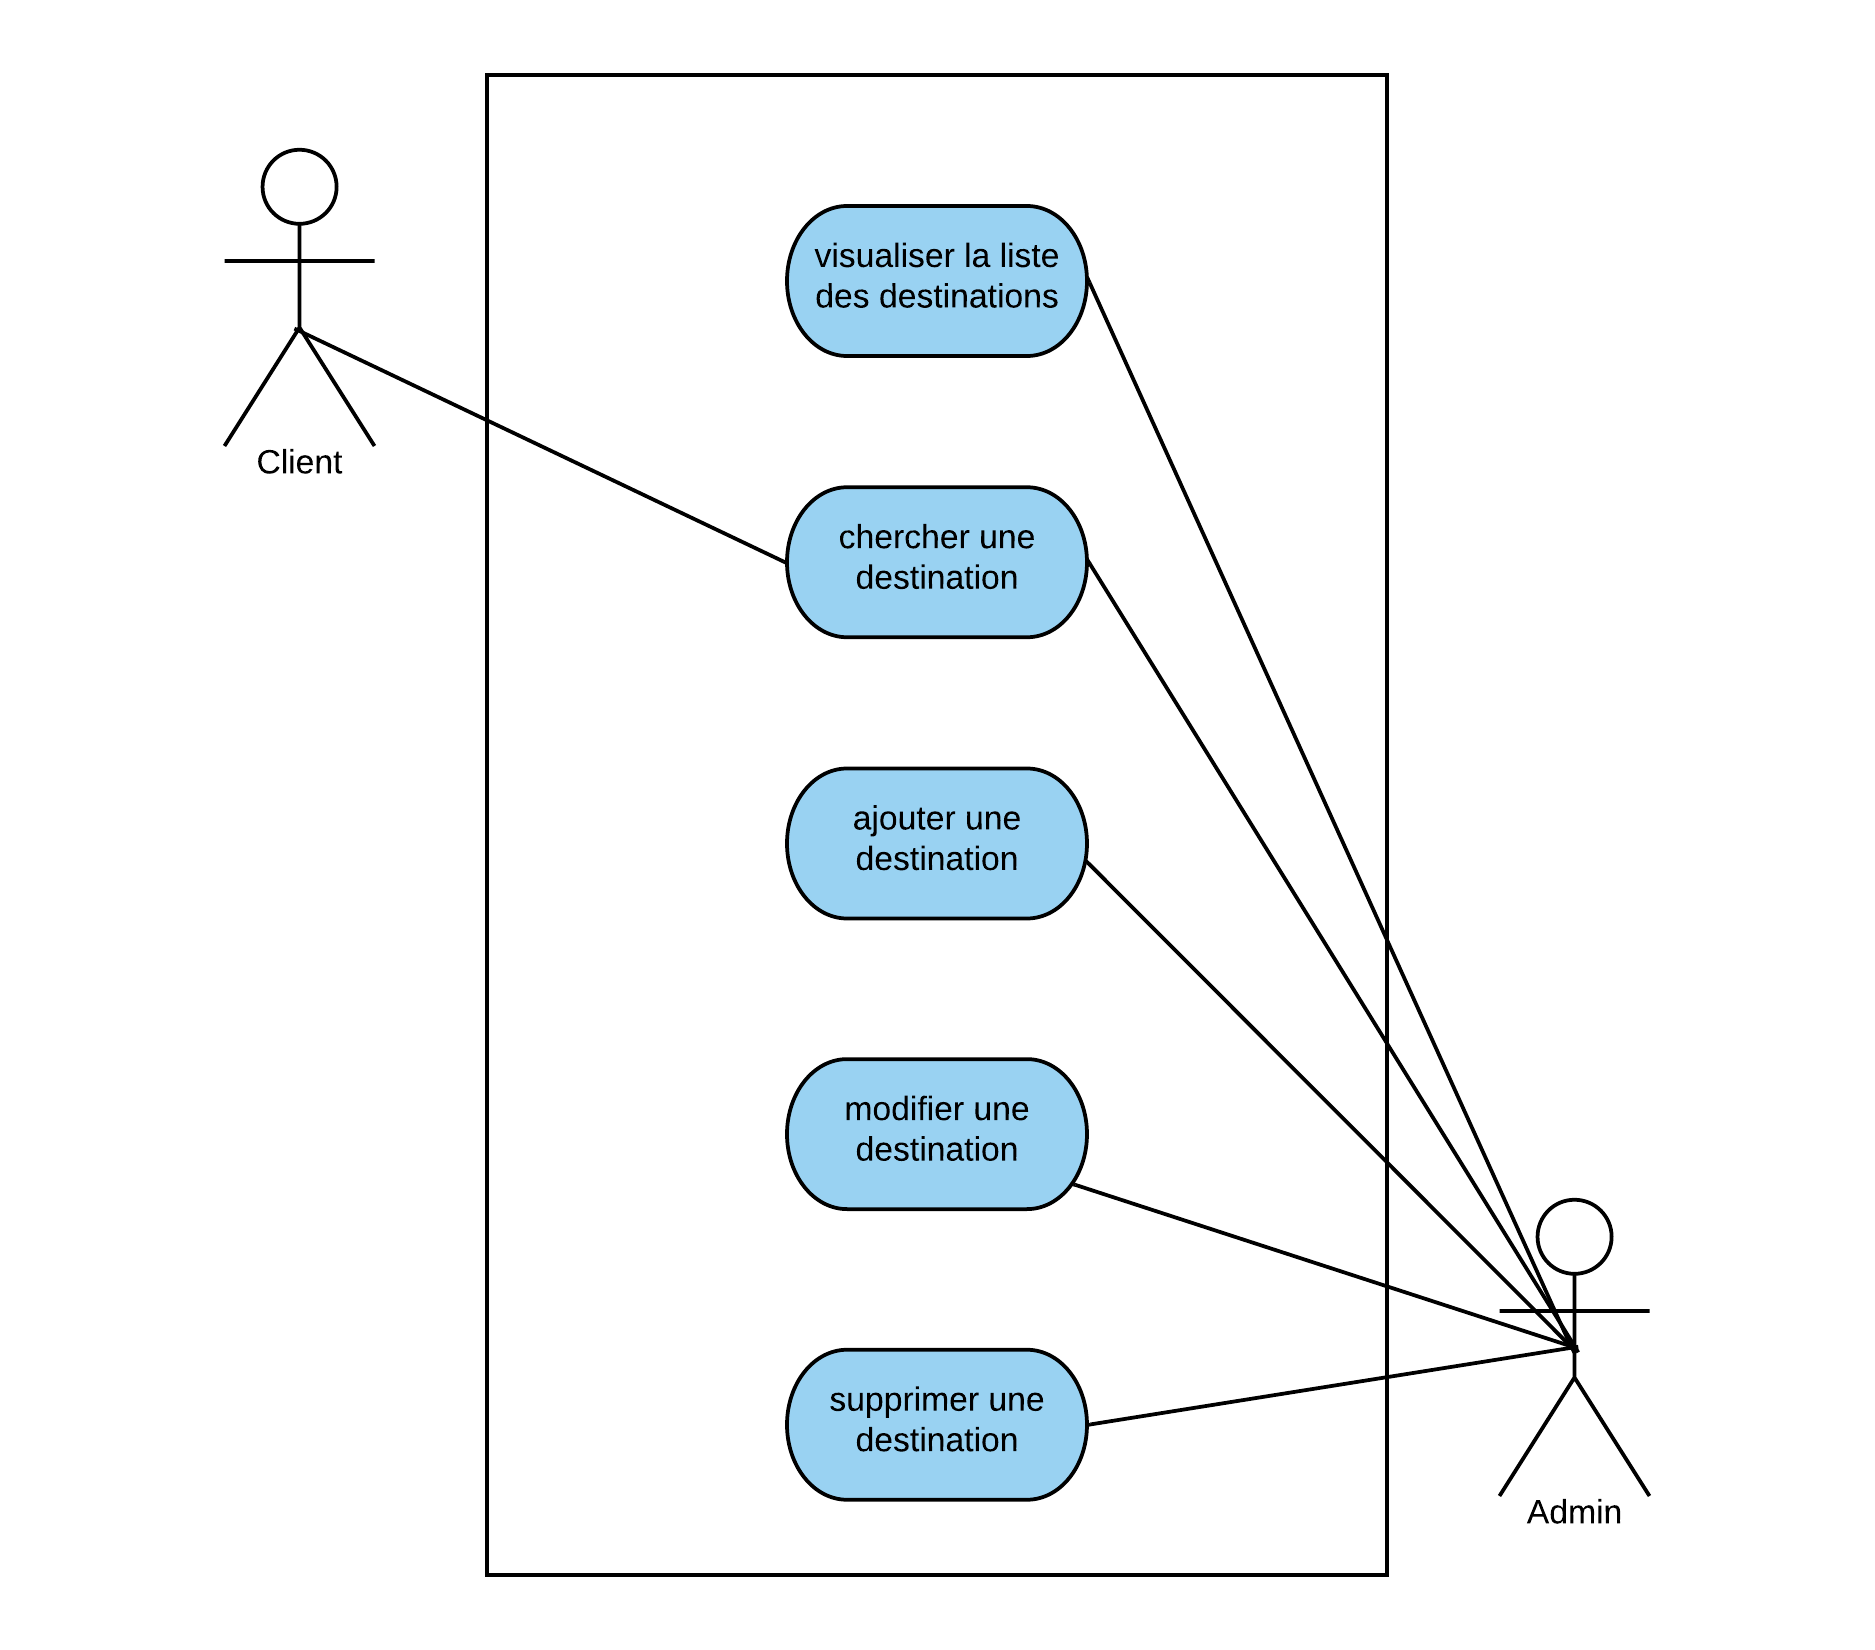 visualiser la liste
des destinations
Client
chercher une
destination
ajouter une
destination
modifier une
destination
supprimer une
destination
Admin